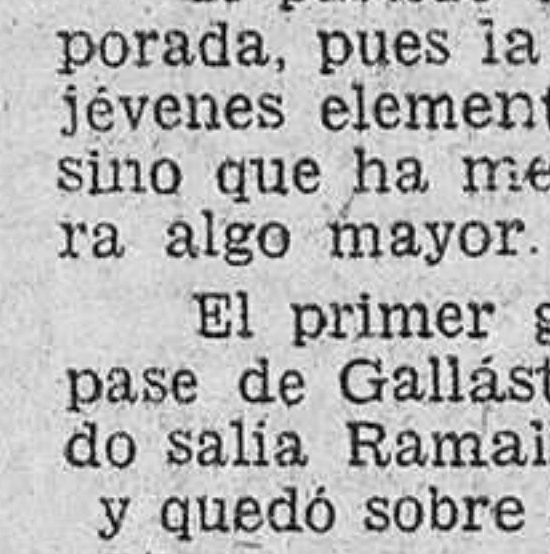 porada, pues la
jévenes element
sino que ha me
ra algo mayor.
El primer g
pase de Gallást
do salía Ramai
y quedó sobre